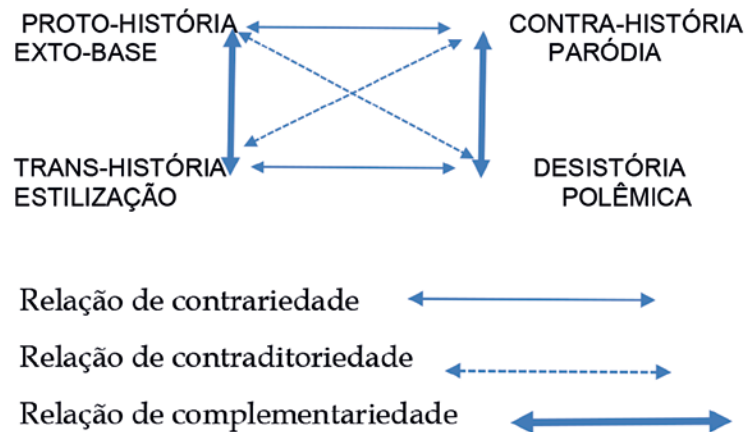 PROTO-HISTÓRIA
EXTO-BASE
CONTRA-HISTÓRIA
PARÓDIA
TRANS-HISTÓRIA
ESTILIZAÇÃO
DESISTÓRIA
POLÊMICA
Relação de contrariedade
Relação de contraditoriedade
Relação de complementariedade